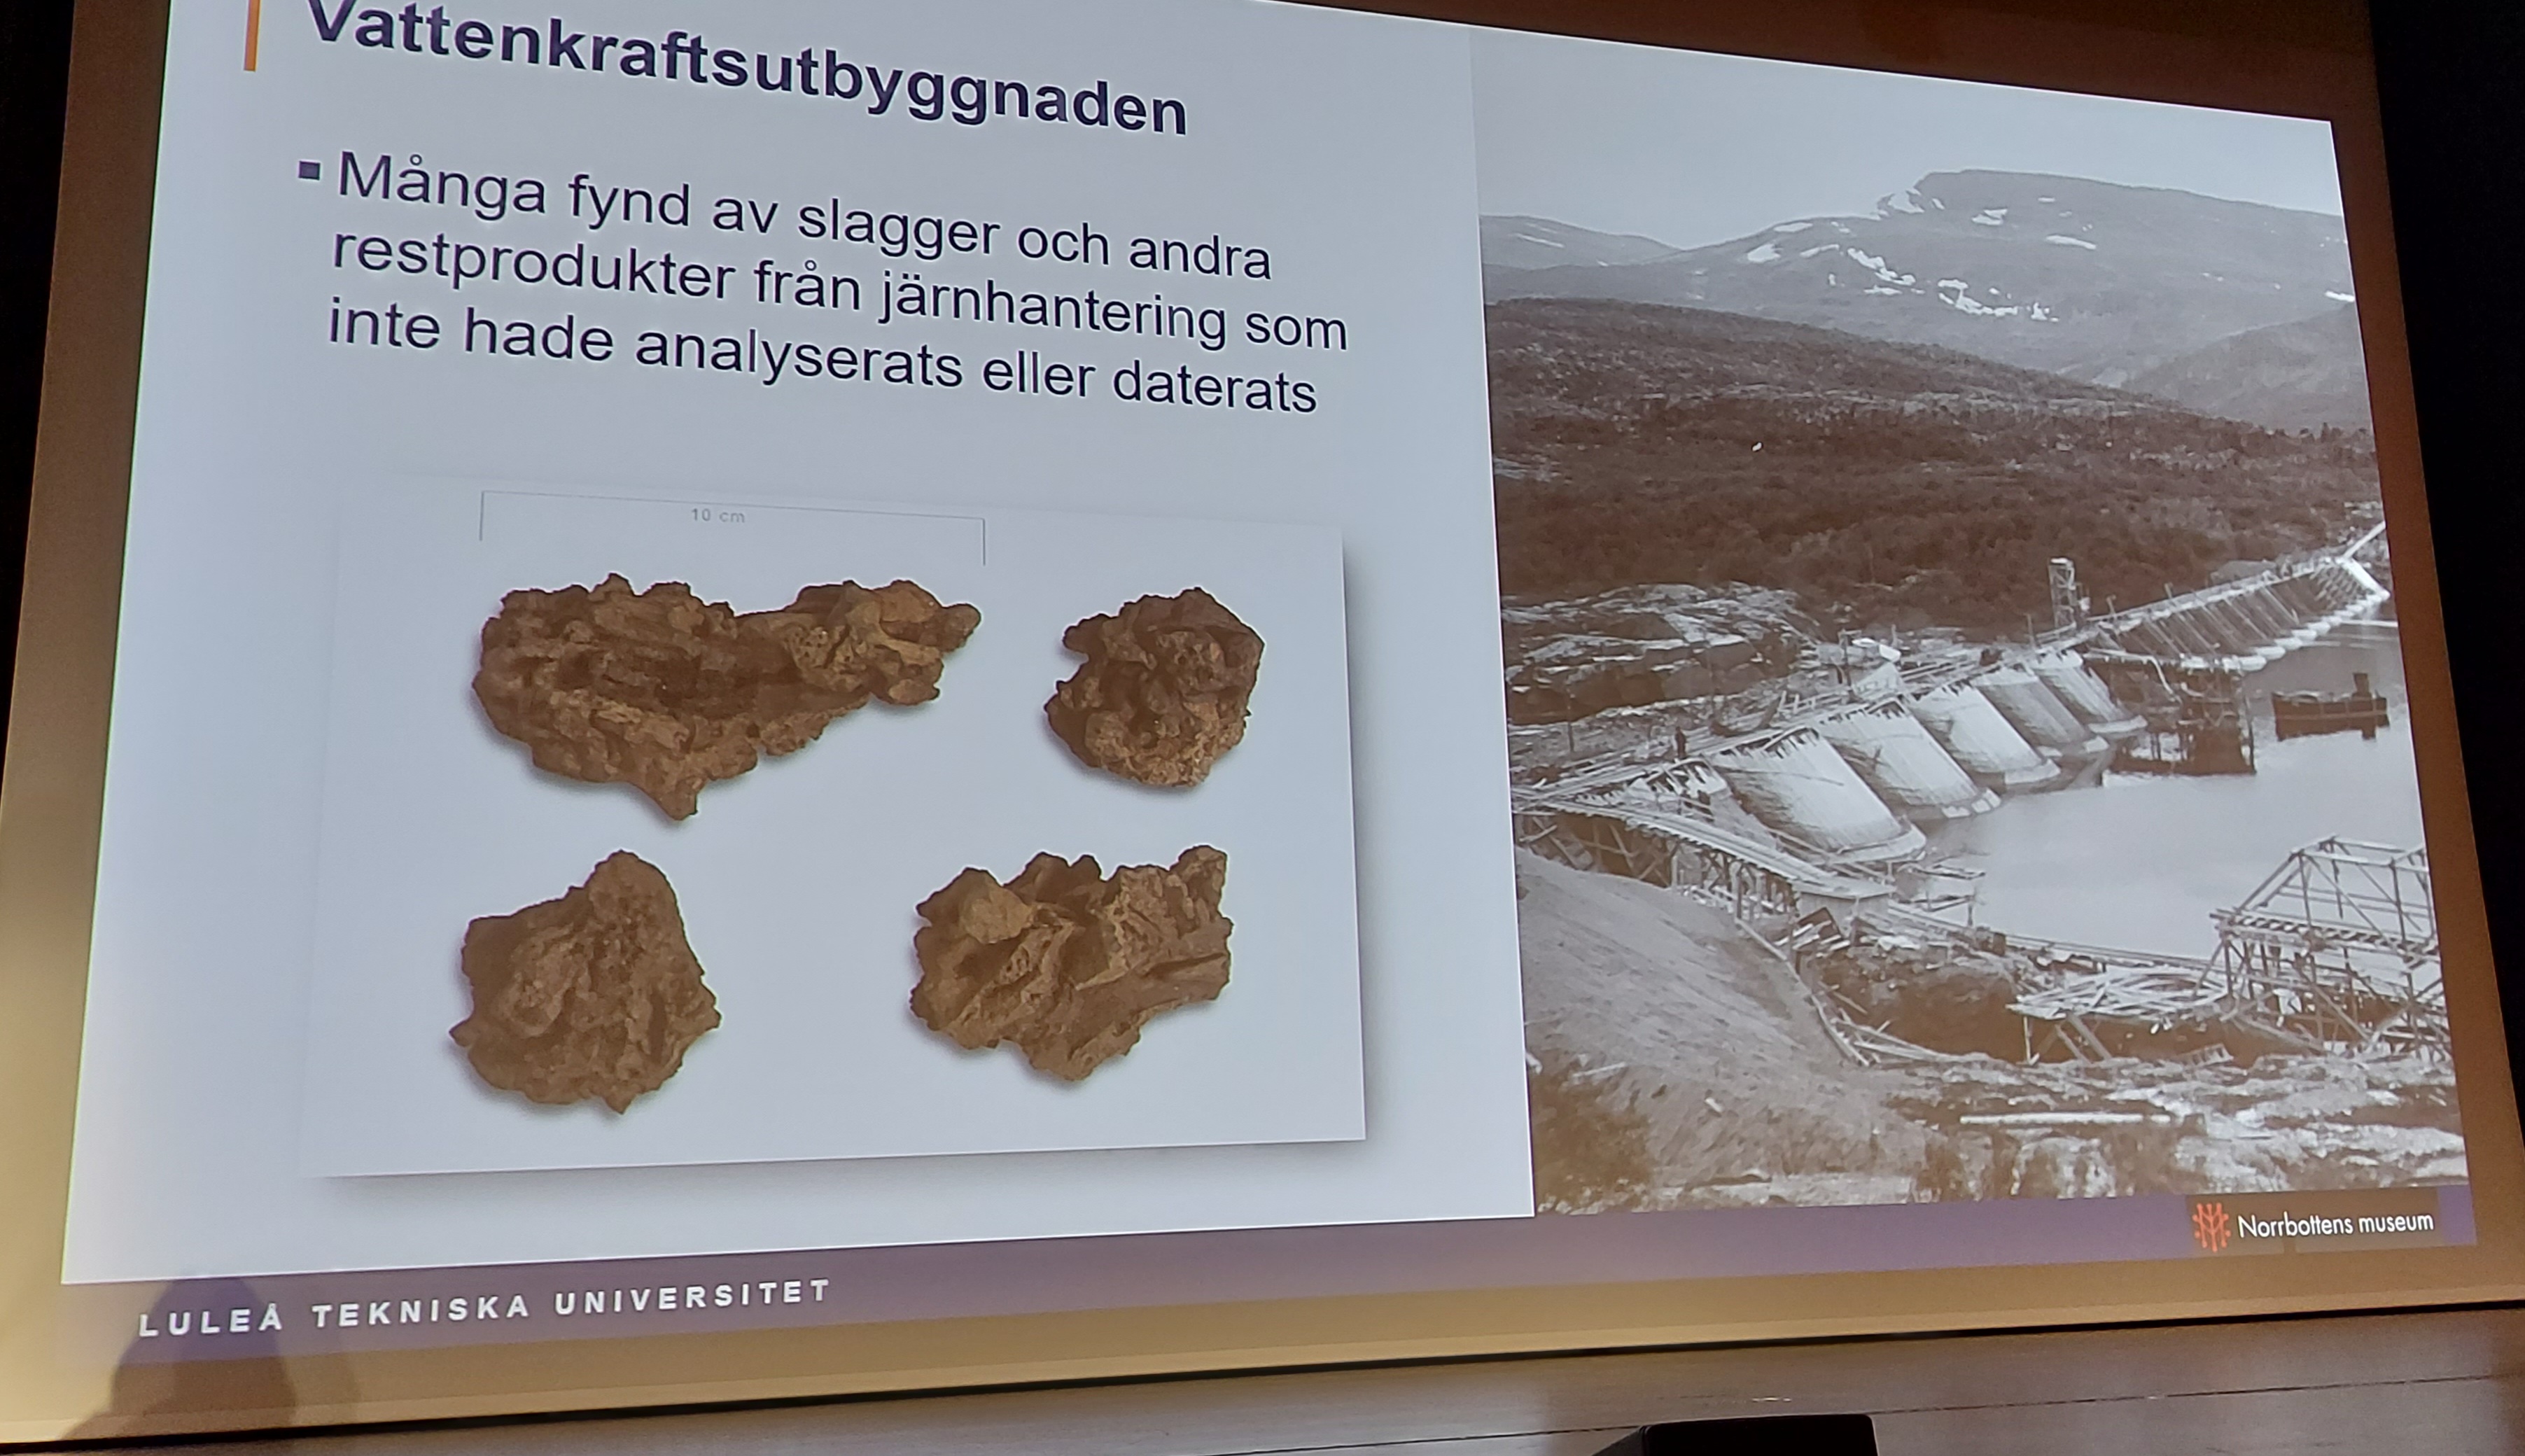 Vattenkraftsutbyggnaden
▪ Många fynd av slagger och andra
restprodukter från järnhantering som
inte hade analyserats eller daterats
10 cm
Norrbottens museum
LULEÅ TEKNISKA UNIVERSITET